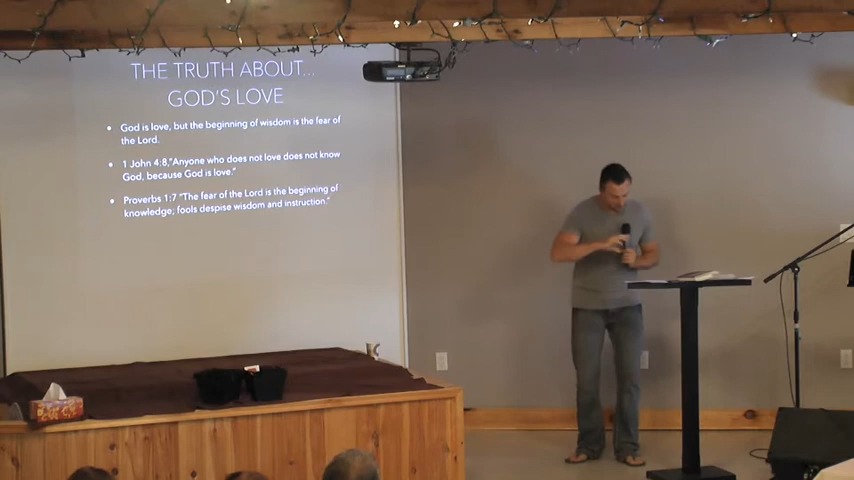 THE TRUTH ABOUT...
GOD'S LOVE
• God is love, but the beginning of wisdom is the fear of
the Lord.
• 1 John 4:8,"Anyone who does not love does not know
God, because God is love."
• Proverbs 1:7 "The fear of the Lord is the beginning of
knowledge; fools despise wisdom and instruction."